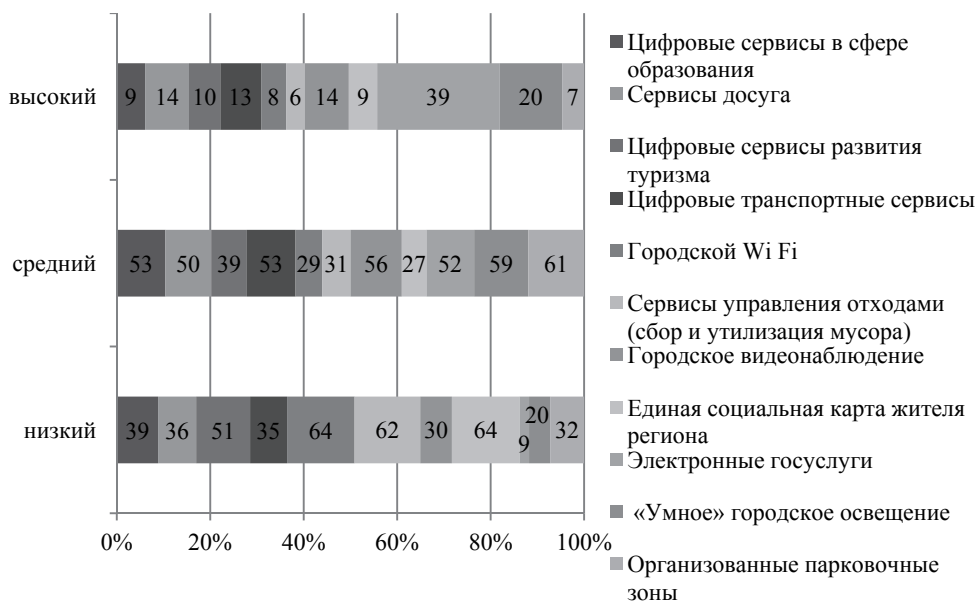 высокий
9 14 10 13 8 6 14 9 39 20 7
средний
53 50 39 53 29 31 56 27 52 59 61
низкий
39 36 51 35 64 62 30 64 9 20 32
0% 20% 40% 60% 80% 100%
Цифровые сервисы в сфере
образования
Сервисы досуга
Цифровые сервисы развития
туризма
Цифровые транспортные сервисы
Городской Wi Fi
Сервисы управления отходами
(сбор и утилизация мусора)
Городское видеонаблюдение
Единая социальная карта жителя
региона
Электронные госуслуги
«Умное» городское освещение
Организованные парковочные
зоны